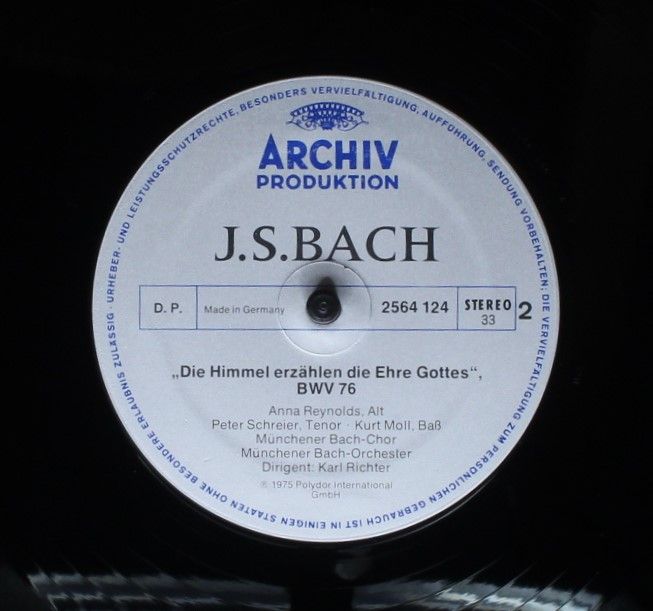 URHEBER- UND LEISTUNGSSCHUTZRECHTE, BESONDERS VERVIELFÄLTIGUNG, AUFFÜHRUNG, SENDUNG VORBEHALTEN; DIE VERVIELFÄLTIGUNG ZUM PERSÖNLICHEN GEBRAUCH IST IN EINIGEN STAATEN OHNE BESONDERE ERLAUBNIS ZULÄSSIG ·
ARCHIV
PRODUKTION
J.S.BACH
D. P. Made in Germany 2564 124 STEREO 2
33
„Die Himmel erzählen die Ehre Gottes“,
BWV 76
Anna Reynolds, Alt
Peter Schreier, Tenor · Kurt Moll, Baß
Münchener Bach-Chor
Münchener Bach-Orchester
Dirigent: Karl Richter
℗ 1975 Polydor International
GmbH